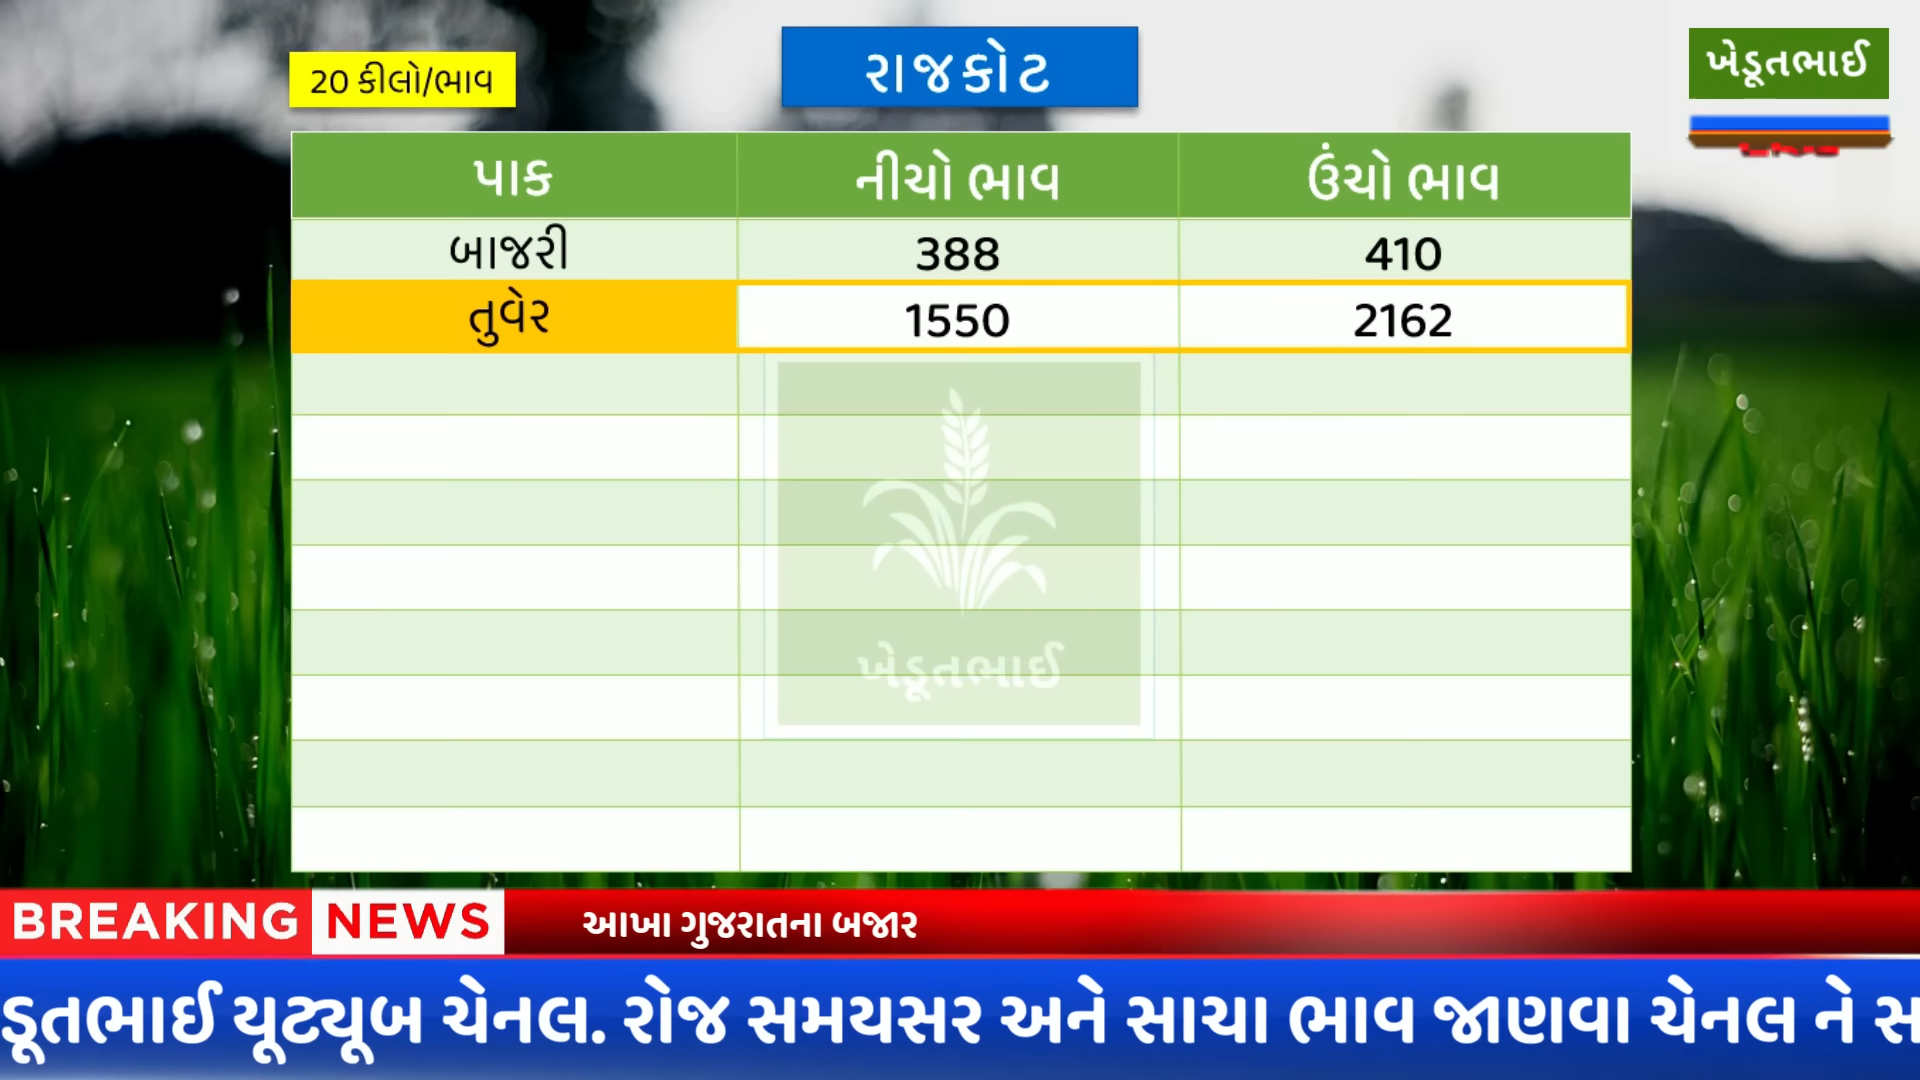 20 કીલો/ભાવ
રાજકોટ
ખેડૂતભાઈ
પાક નીચો ભાવ ઉંચો ભાવ
બાજરી 388 410
તુવેર 1550 2162
ખેડૂતભાઈ
BREAKING NEWS આખા ગુજરાતના બજાર
ડૂતભાઈ યૂટ્યૂબ ચેનલ. રોજ સમયસર અને સાચા ભાવ જાણવા ચેનલ ને સ